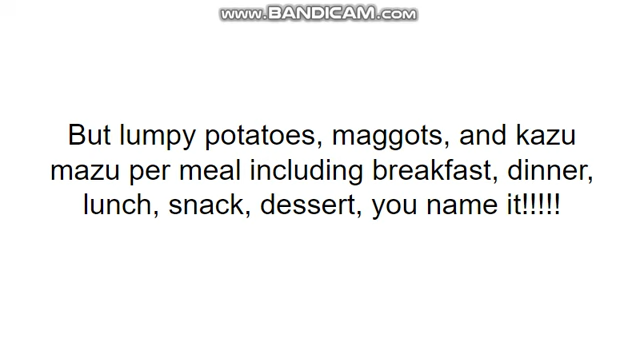 www.BANDICAM.com
But lumpy potatoes, maggots, and kazu
mazu per meal including breakfast, dinner,
lunch, snack, dessert, you name it!!!!!